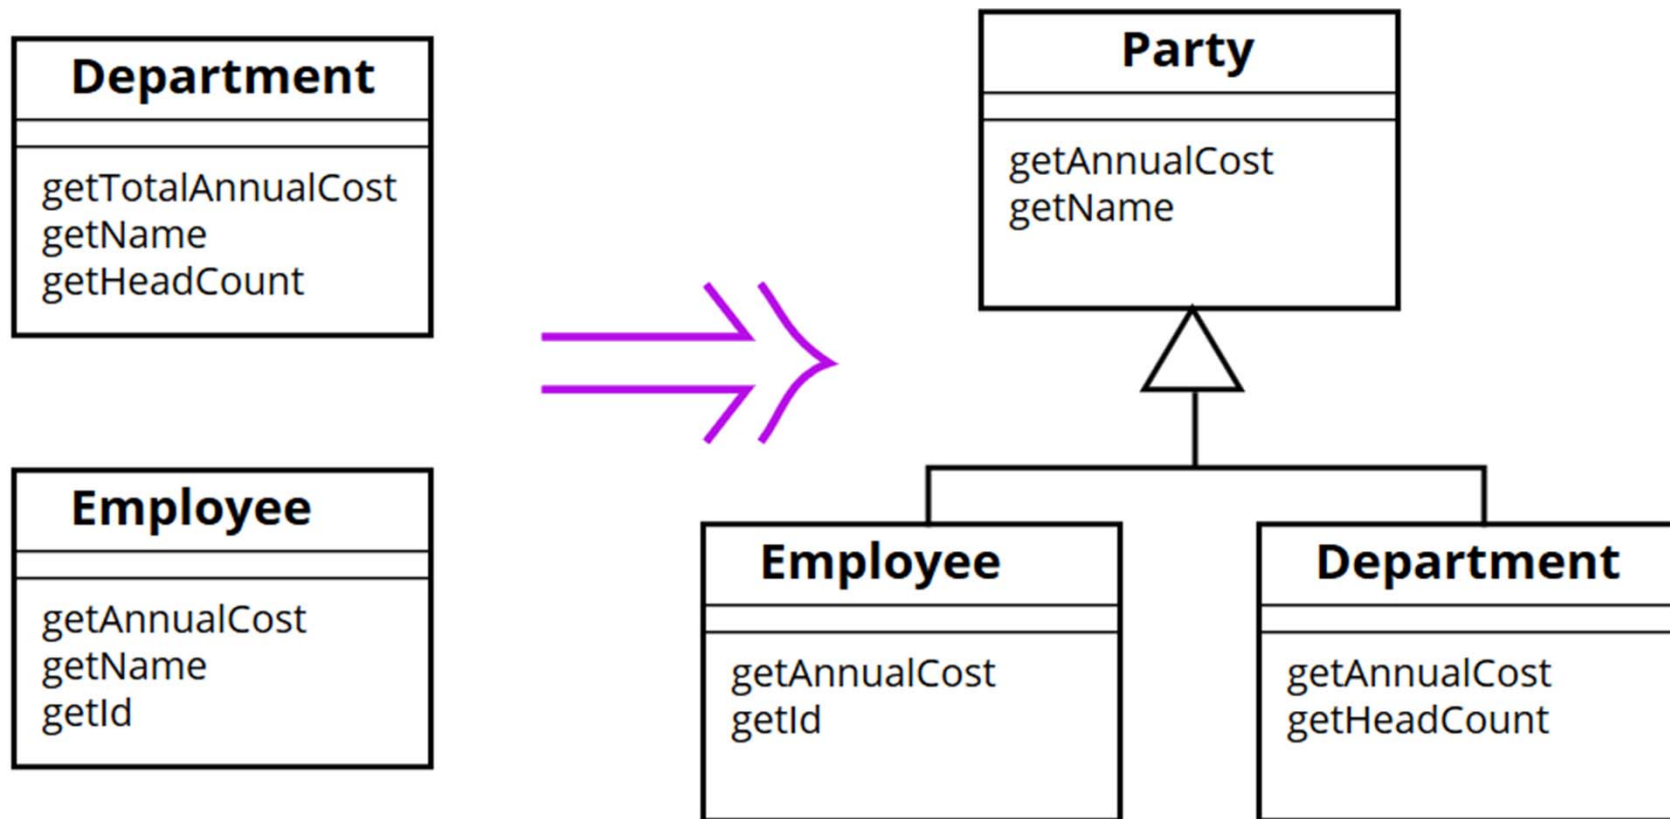 Department
getTotalAnnualCost
getName
getHeadCount
Employee
getAnnualCost
getName
getId
Party
getAnnualCost
getName
Employee
getAnnualCost
getId
Department
getAnnualCost
getHeadCount